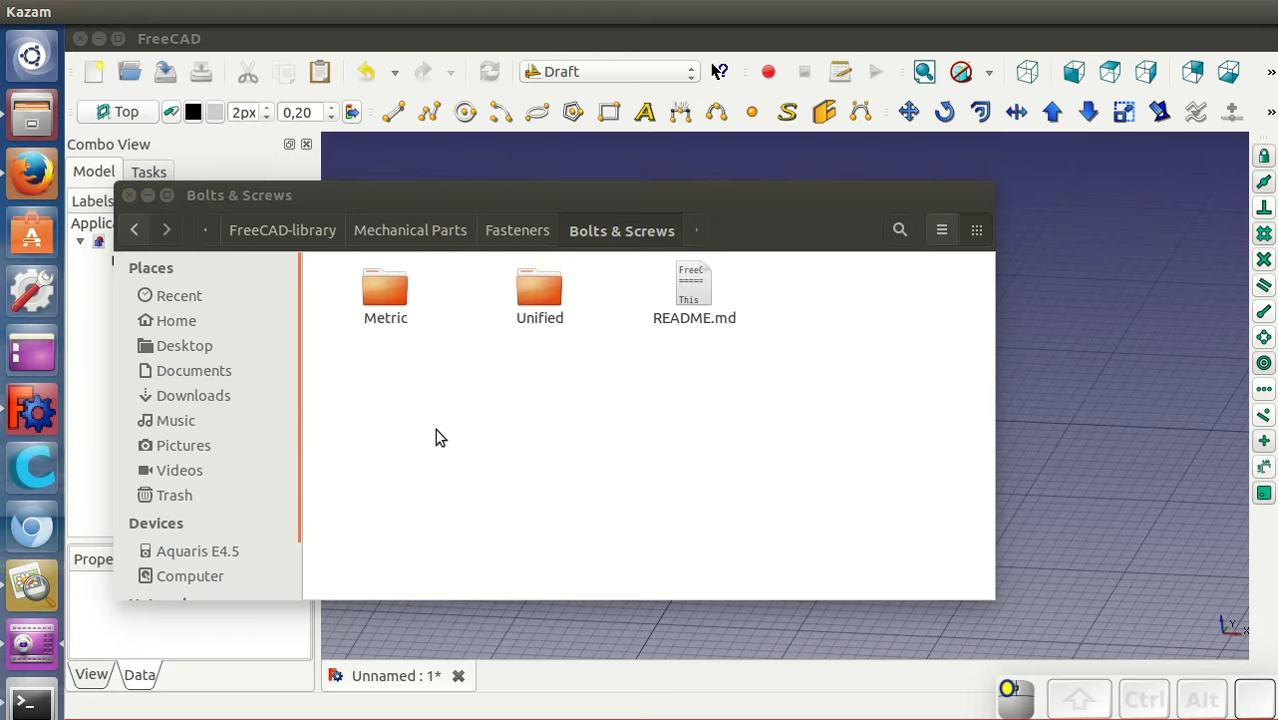 Kazam
FreeCAD
Draft
Top
2px
0,20
Combo View
Model
Tasks
Labels
Applic
Bolts & Screws
FreeCAD-library
Mechanical Parts
Fasteners
Bolts & Screws
Places
Recent
Home
Desktop
Documents
Downloads
Music
Pictures
Videos
Trash
Devices
Aquaris E4.5
Computer
Metric
Unified
FreeC
=====
This
README.md
Prope
View
Data
Unnamed : 1*
Y
X
Ctrl
Alt